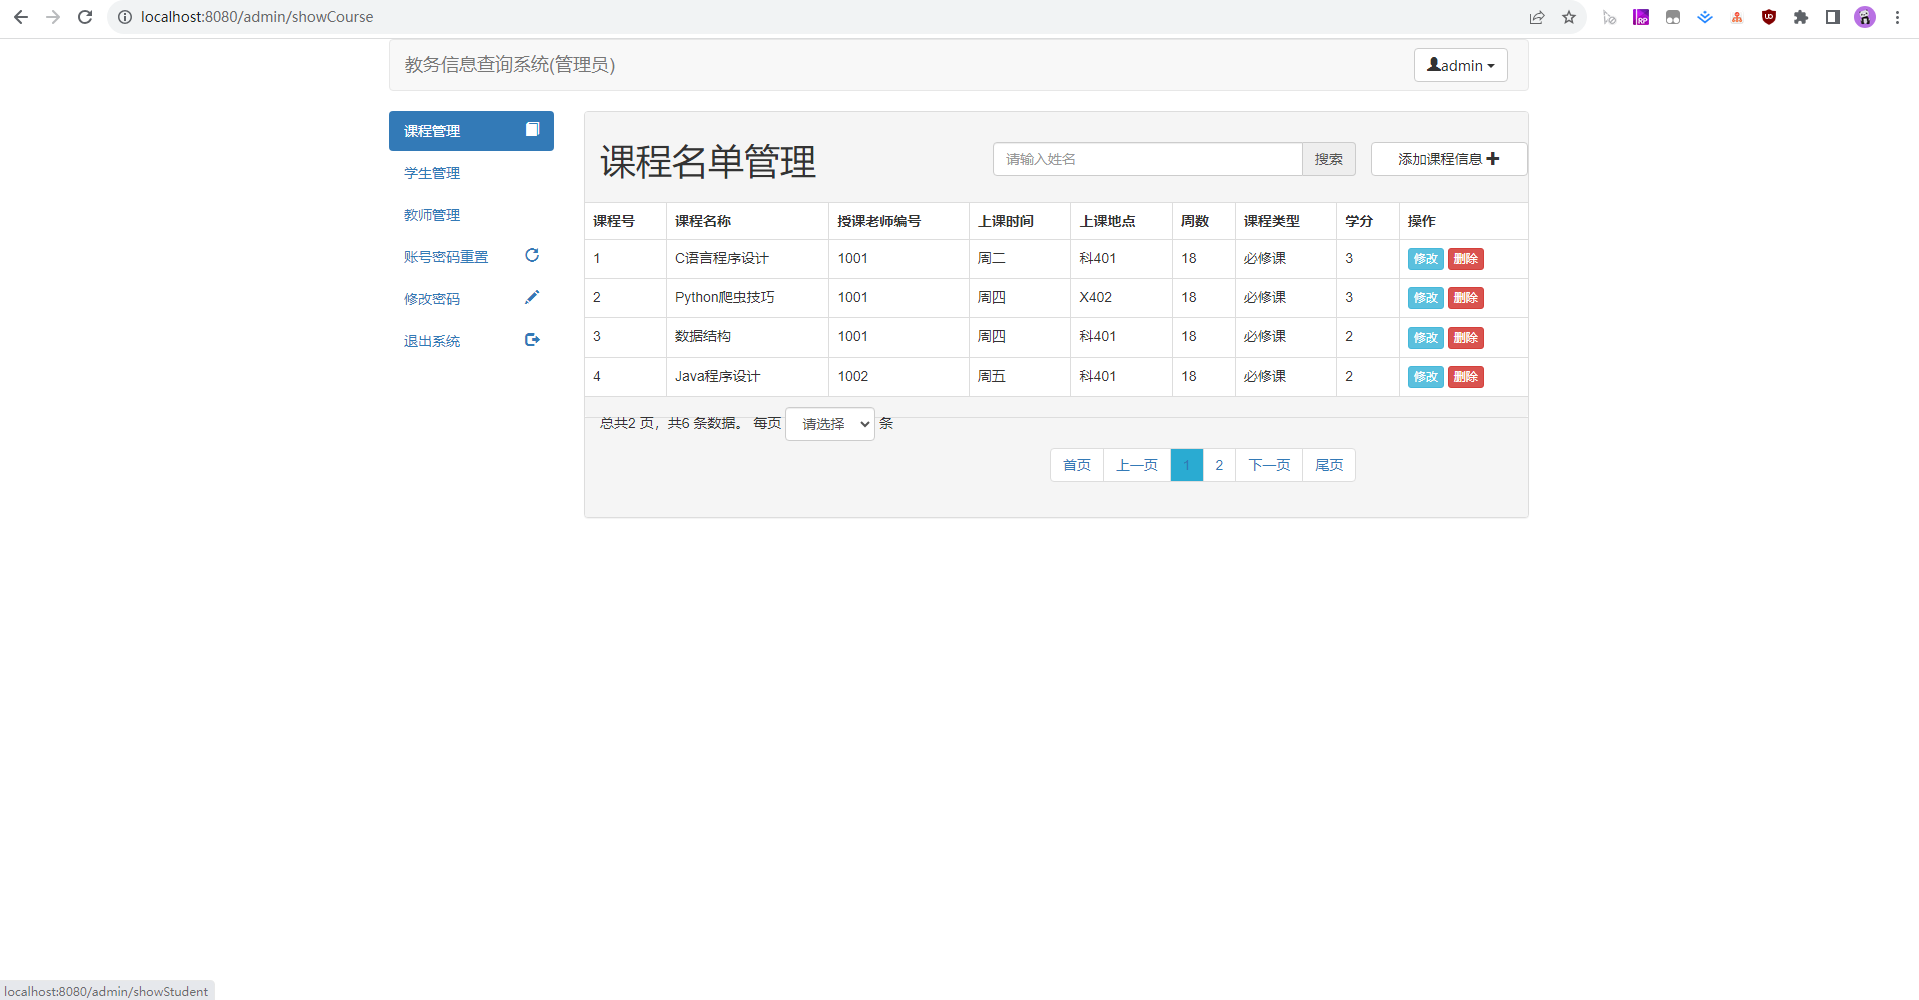 localhost:8080/admin/showCourse
教务信息查询系统(管理员)
admin
课程管理
学生管理
教师管理
账号密码重置
修改密码
退出系统
课程名单管理
请输入姓名 搜索 添加课程信息
课程号 课程名称 授课老师编号 上课时间 上课地点 周数 课程类型 学分 操作
1 C语言程序设计 1001 周二 科401 18 必修课 3 修改 删除
2 Python爬虫技巧 1001 周四 X402 18 必修课 3 修改 删除
3 数据结构 1001 周四 科401 18 必修课 2 修改 删除
4 Java程序设计 1002 周五 科401 18 必修课 2 修改 删除
总共2 页，共6 条数据。 每页 请选择 条
首页 上一页 1 2 下一页 尾页
localhost:8080/admin/showStudent